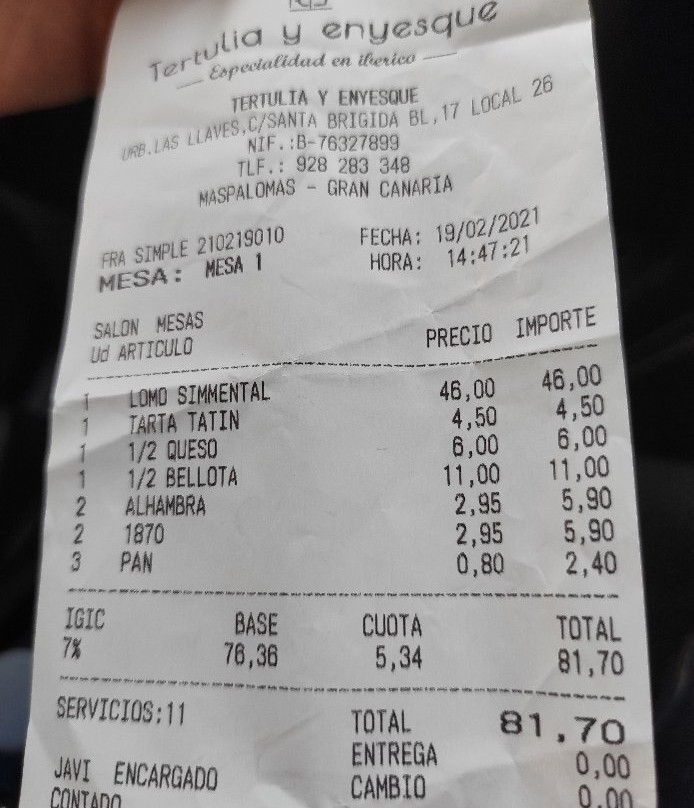 Tertulia y enyesque
Especialidad en iberico
TERTULIA Y ENYESQUE
URB.LAS LLAVES,C/SANTA BRIGIDA BL,17 LOCAL 26
NIF.:B-76327899
TLF.: 928 283 348
MASPALOMAS - GRAN CANARIA
FRA SIMPLE 210219010 FECHA: 19/02/2021
MESA: MESA 1 HORA: 14:47:21
SALON MESAS
Ud ARTICULO PRECIO IMPORTE
1 LOMO SIMMENTAL 46,00 46,00
1 TARTA TATIN 4,50 4,50
1 1/2 QUESO 6,00 6,00
1 1/2 BELLOTA 11,00 11,00
2 ALHAMBRA 2,95 5,90
2 1870 2,95 5,90
3 PAN 0,80 2,40
IGIC BASE CUOTA TOTAL
7% 76,36 5,34 81,70
SERVICIOS:11 TOTAL 81,70
ENTREGA 0,00
JAVI ENCARGADO CAMBIO 0,00
CONTADO